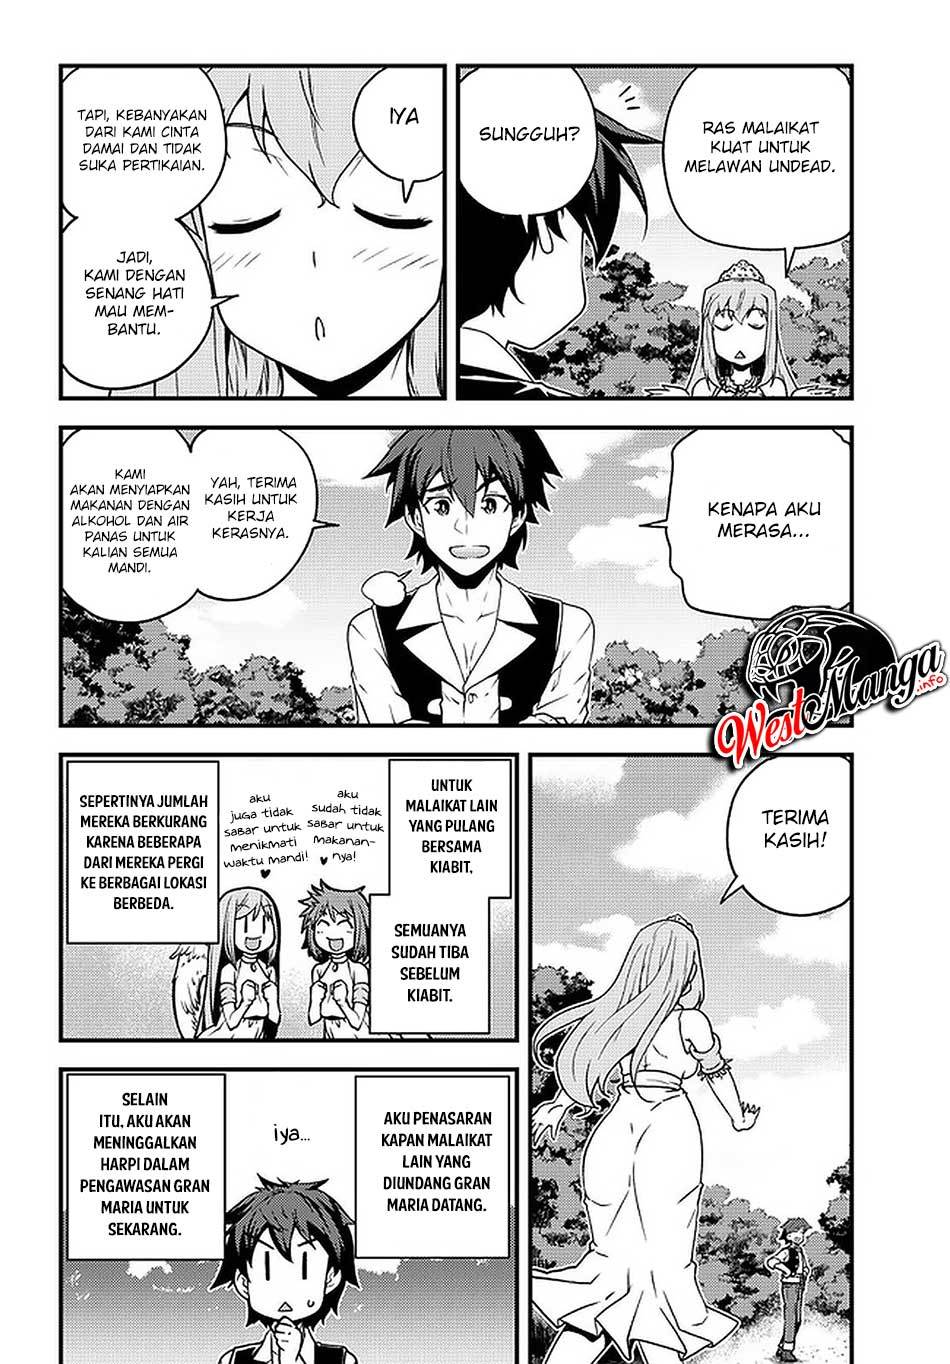 RAS MALAIKAT
KUAT UNTUK
MELAWAN UNDEAD.
SUNGGUH?
IYA
TAPI, KEBANYAKAN
DARI KAMI CINTA
DAMAI DAN TIDAK
SUKA PERTIKAIAN.
JADI,
KAMI DENGAN
SENANG HATI
MAU MEM-
BANTU.
KENAPA AKU
MERASA...
YAH, TERIMA
KASIH UNTUK
KERJA
KERASNYA.
KAMI
AKAN MENYIAPKAN
MAKANAN DENGAN
ALKOHOL DAN AIR
PANAS UNTUK
KALIAN SEMUA
MANDI.
WestManga
.info
TERIMA
KASIH!
UNTUK
MALAIKAT LAIN
YANG PULANG
BERSAMA
KIABIT,
SEMUANYA
SUDAH TIBA
SEBELUM
KIABIT.
aku
sudah tidak
sabar untuk
makanan-
nya!
aku
juga tidak
sabar untuk
menikmati
waktu mandi!
SEPERTINYA JUMLAH
MEREKA BERKURANG
KARENA BEBERAPA
DARI MEREKA PERGI
KE BERBAGAI LOKASI
BERBEDA.
AKU PENASARAN
KAPAN MALAIKAT
LAIN YANG
DIUNDANG GRAN
MARIA DATANG.
iya...
SELAIN
ITU, AKU AKAN
MENINGGALKAN
HARPI DALAM
PENGAWASAN GRAN
MARIA UNTUK
SEKARANG.